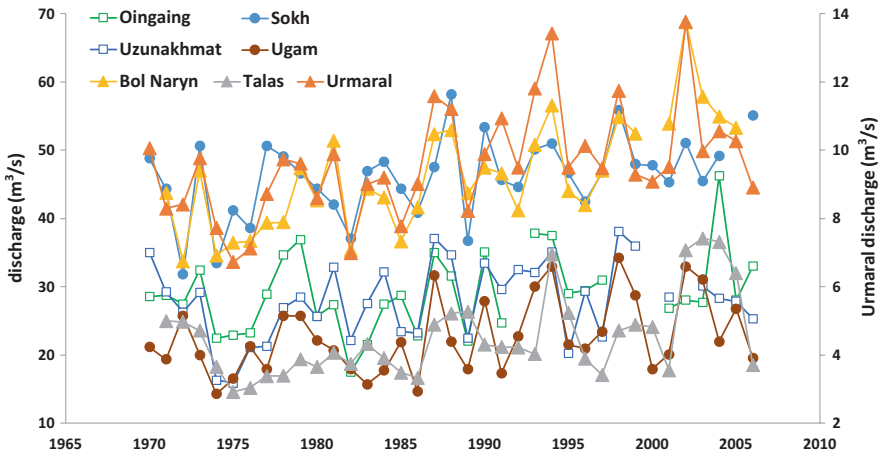 Oingaing Sokh
Uzunakhmat Ugam
Bol Naryn Talas Urmaral
discharge (m³/s)
70
60
50
40
30
20
10
Urmaral discharge (m³/s)
14
12
10
8
6
4
2
1965 1970 1975 1980 1985 1990 1995 2000 2005 2010